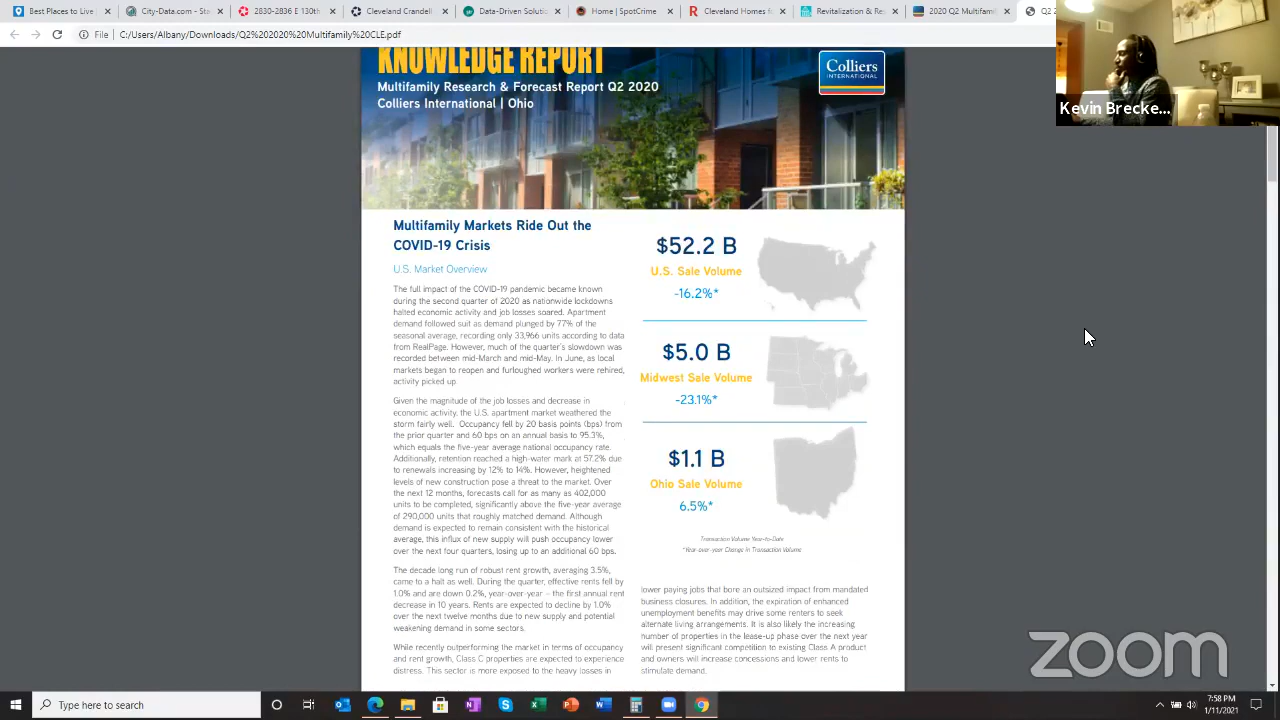 Best Places to Live
City-Data.com - Sta
2830-2836 E 130th
Cleveland Crandell
Data-Driven Solutio
Home | SpotCrime
Cleveland Homes f
Revitalization & Re
2020 Q2 Multifami
Q2 2
File | C:/Users/Albany/Downloads/Q2%202020%20Multifamily%20CLE.pdf
KNOWLEDGE REPORT
Multifamily Research & Forecast Report Q2 2020
Colliers International | Ohio
Colliers
INTERNATIONAL
Kevin Brecke...
Multifamily Markets Ride Out the
COVID-19 Crisis
U.S. Market Overview
The full impact of the COVID-19 pandemic became known
during the second quarter of 2020 as nationwide lockdowns
halted economic activity and job losses soared. Apartment
demand followed suit as demand plunged by 77% of the
seasonal average, recording only 33,966 units according to data
from RealPage. However, much of the quarter's slowdown was
recorded between mid-March and mid-May. In June, as local
markets began to reopen and furloughed workers were rehired,
activity picked up.
Given the magnitude of the job losses and decrease in
economic activity, the U.S. apartment market weathered the
storm fairly well. Occupancy fell by 20 basis points (bps) from
the prior quarter and 60 bps on an annual basis to 95.3%,
which equals the five-year average national occupancy rate.
Additionally, retention reached a high-water mark at 57.2% due
to renewals increasing by 12% to 14%. However, heightened
levels of new construction pose a threat to the market. Over
the next 12 months, forecasts call for as many as 402,000
units to be completed, significantly above the five-year average
of 290,000 units that roughly matched demand. Although
demand is expected to remain consistent with the historical
average, this influx of new supply will push occupancy lower
over the next four quarters, losing up to an additional 60 bps.
The decade long run of robust rent growth, averaging 3.5%,
came to a halt as well. During the quarter, effective rents fell by
1.0% and are down 0.2%, year-over-year – the first annual rent
decrease in 10 years. Rents are expected to decline by 1.0%
over the next twelve months due to new supply and potential
weakening demand in some sectors.
While recently outperforming the market in terms of occupancy
and rent growth, Class C properties are expected to experience
distress. This sector is more exposed to the heavy losses in
$52.2 B
U.S. Sale Volume
-16.2%*
$5.0 B
Midwest Sale Volume
-23.1%*
$1.1 B
Ohio Sale Volume
6.5%*
Transaction Volume Year-to-Date
*Year-over-year Change in Transaction Volume
lower paying jobs that bore an outsized impact from mandated
business closures. In addition, the expiration of enhanced
unemployment benefits may drive some renters to seek
alternate living arrangements. It is also likely the increasing
number of properties in the lease-up phase over the next year
will present significant competition to existing Class A product
and owners will increase concessions and lower rents to
stimulate demand.
zoom
Type here to search
7:58 PM
1/11/2021